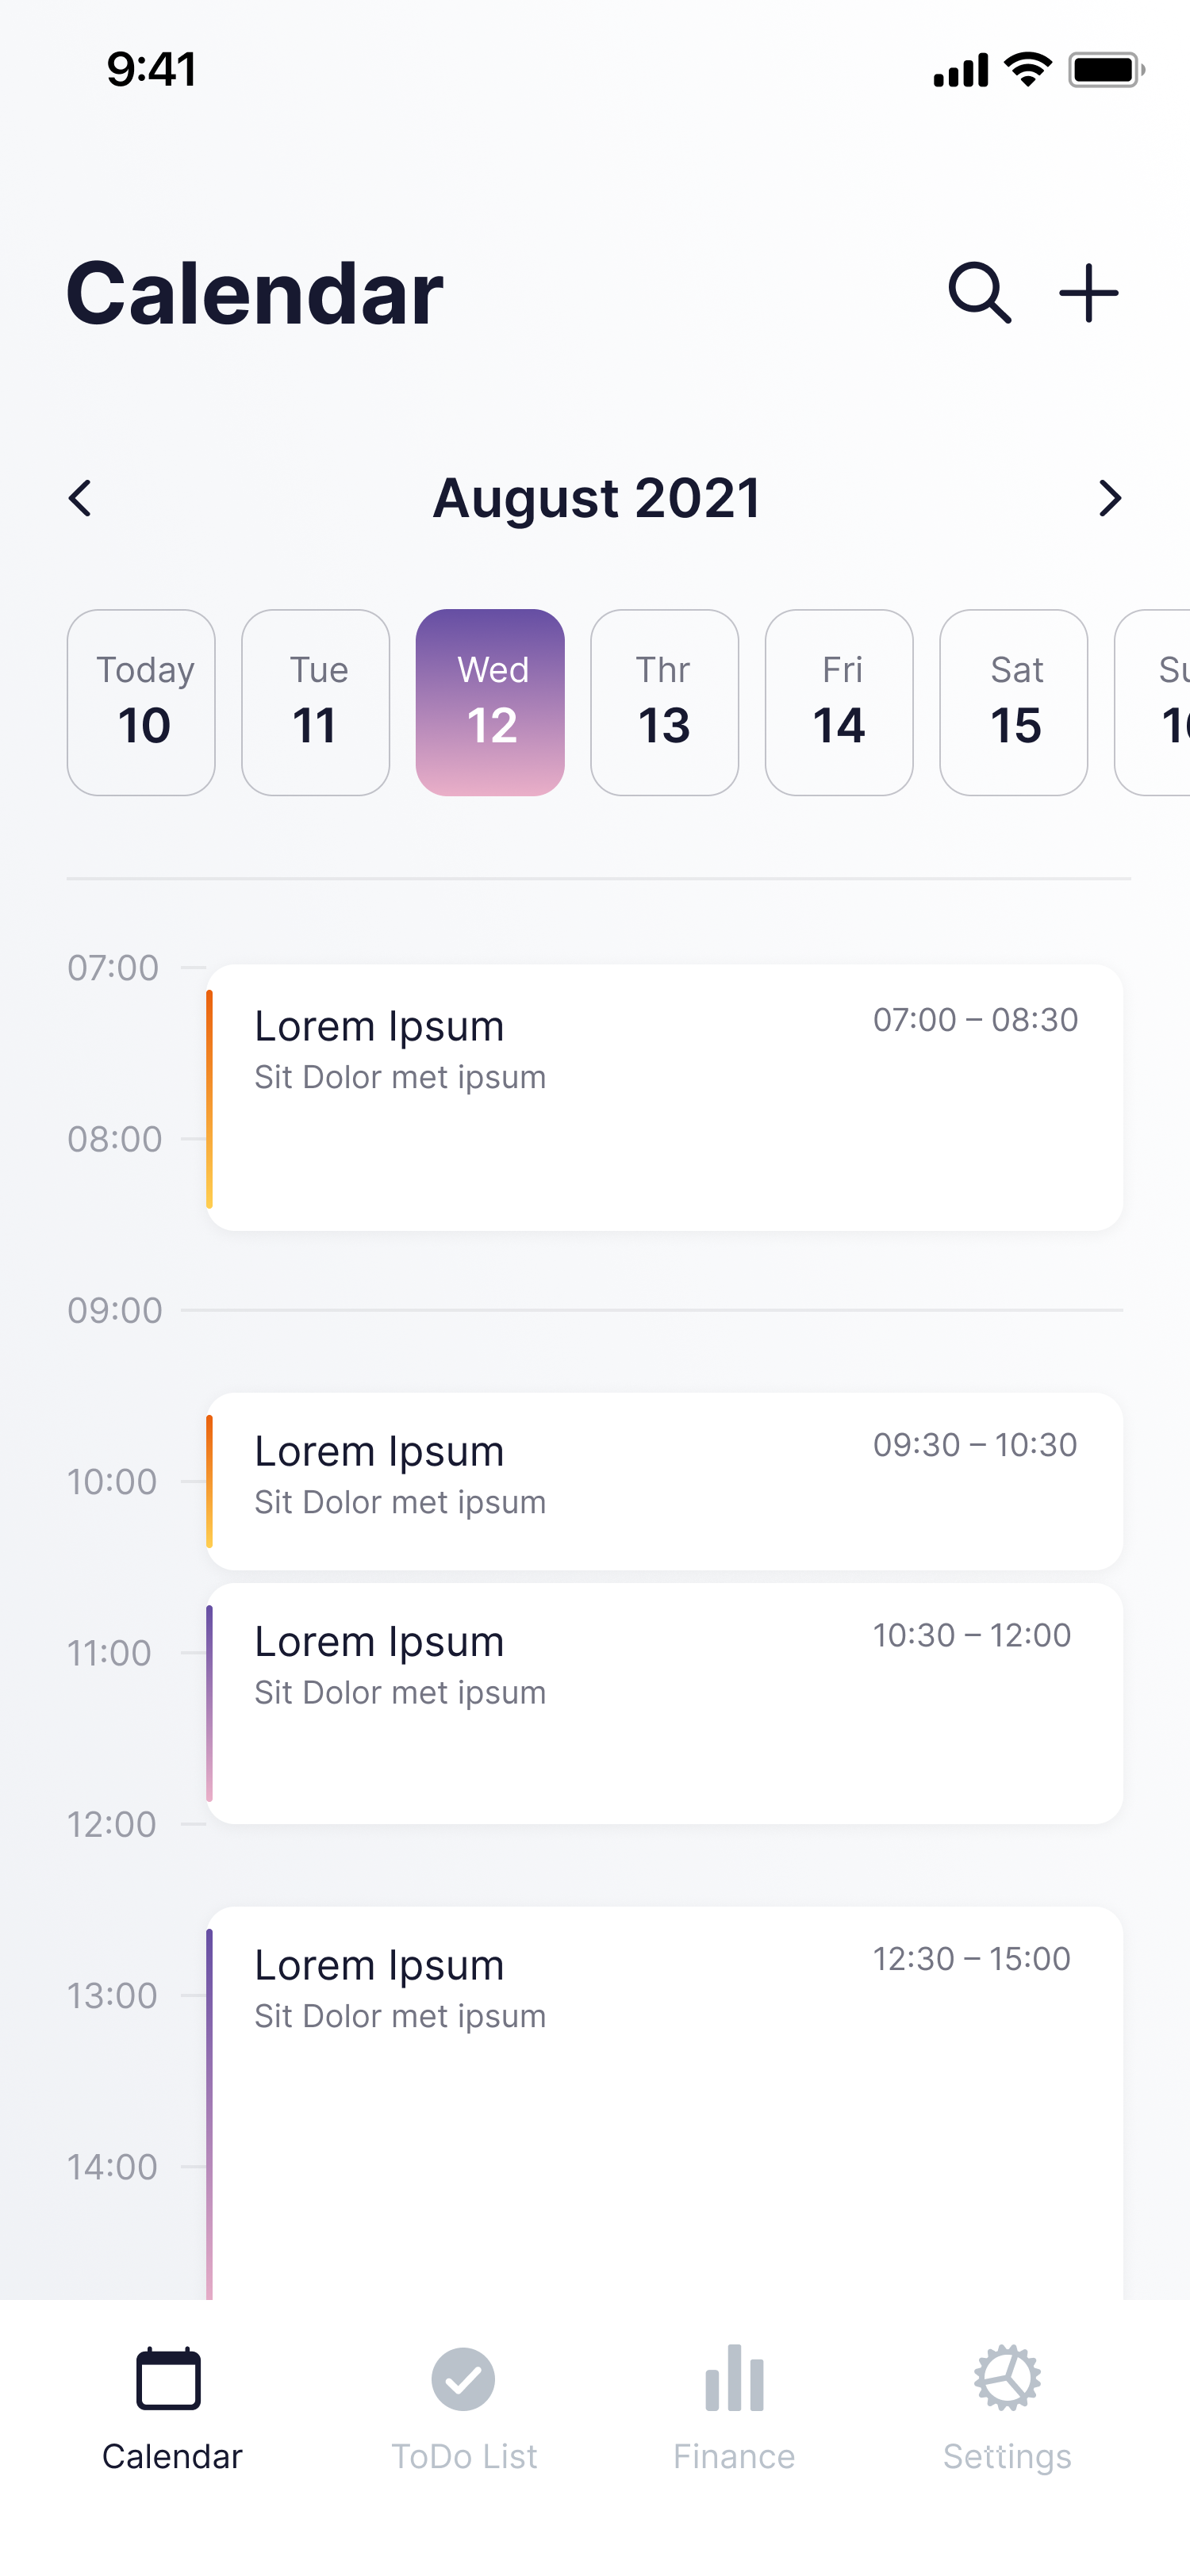 9:41
Calendar
August 2021
Today Tue Wed Thr Fri Sat
10 11 12 13 14 15
07:00
Lorem Ipsum 07:00 – 08:30
Sit Dolor met ipsum
08:00
09:00
Lorem Ipsum 09:30 – 10:30
10:00
Sit Dolor met ipsum
Lorem Ipsum 10:30 – 12:00
11:00
Sit Dolor met ipsum
12:00
Lorem Ipsum 12:30 – 15:00
13:00
Sit Dolor met ipsum
14:00
Calendar ToDo List Finance Settings